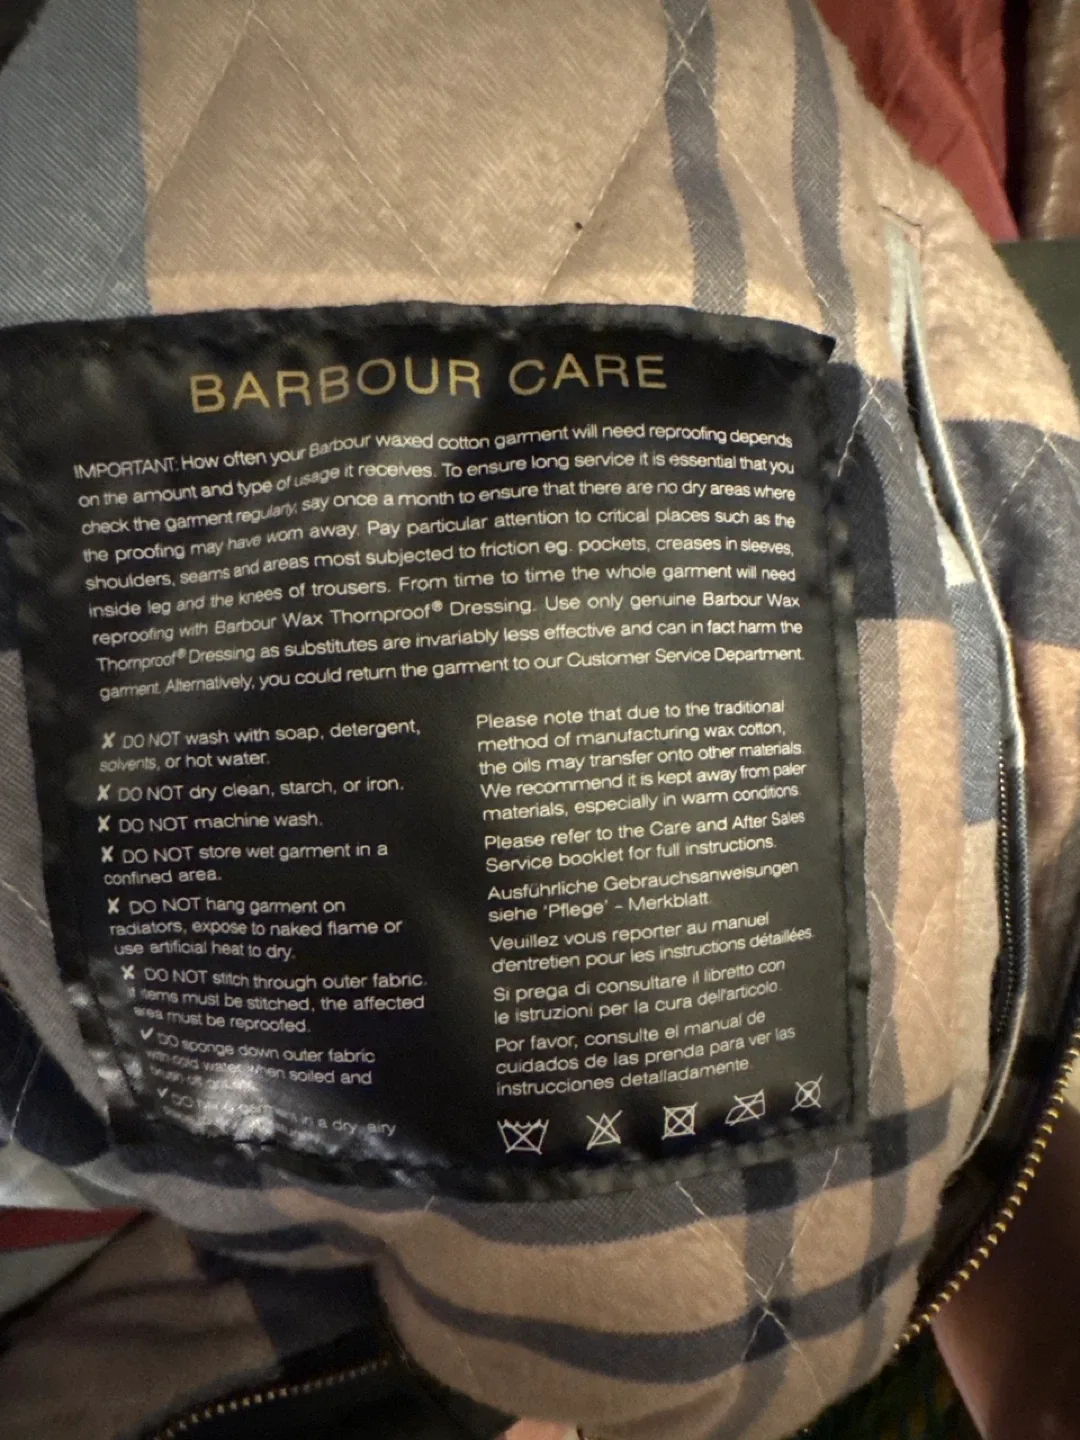 BARBOUR CARE
IMPORTANT: How often your Barbour waxed cotton garment will need reproofing depends
on the amount and type of usage it receives. To ensure long service it is essential that you
check the garment regularly, say once a month to ensure that there are no dry areas where
the proofing may have worn away. Pay particular attention to critical places such as the
shoulders, seams and areas most subjected to friction eg. pockets, creases in sleeves,
inside leg and the knees of trousers. From time to time the whole garment will need
reproofing with Barbour Wax Thornproof® Dressing. Use only genuine Barbour Wax
Thornproof® Dressing as substitutes are invariably less effective and can in fact harm the
garment. Alternatively, you could return the garment to our Customer Service Department.
✗ DO NOT wash with soap, detergent,
solvents, or hot water.
✗ DO NOT dry clean, starch, or iron.
✗ DO NOT machine wash.
✗ DO NOT store wet garment in a
confined area.
✗ DO NOT hang garment on
radiators, expose to naked flame or
use artificial heat to dry.
✗ DO NOT stitch through outer fabric.
If items must be stitched, the affected
area must be reproofed.
✓ DO sponge down outer fabric
with cold water when soiled and
brush off
✓ DO in a dry, airy
Please note that due to the traditional
method of manufacturing wax cotton,
the oils may transfer onto other materials.
We recommend it is kept away from paler
materials, especially in warm conditions.
Please refer to the Care and After Sales
Service booklet for full instructions.
Ausführliche Gebrauchsanweisungen
siehe 'Pflege' - Merkblatt.
Veuillez vous reporter au manuel
d'entretien pour les instructions détaillées.
Si prega di consultare il libretto con
le istruzioni per la cura dell'articolo.
Por favor, consulte el manual de
cuidados de las prenda para ver las
instrucciones detalladamente.